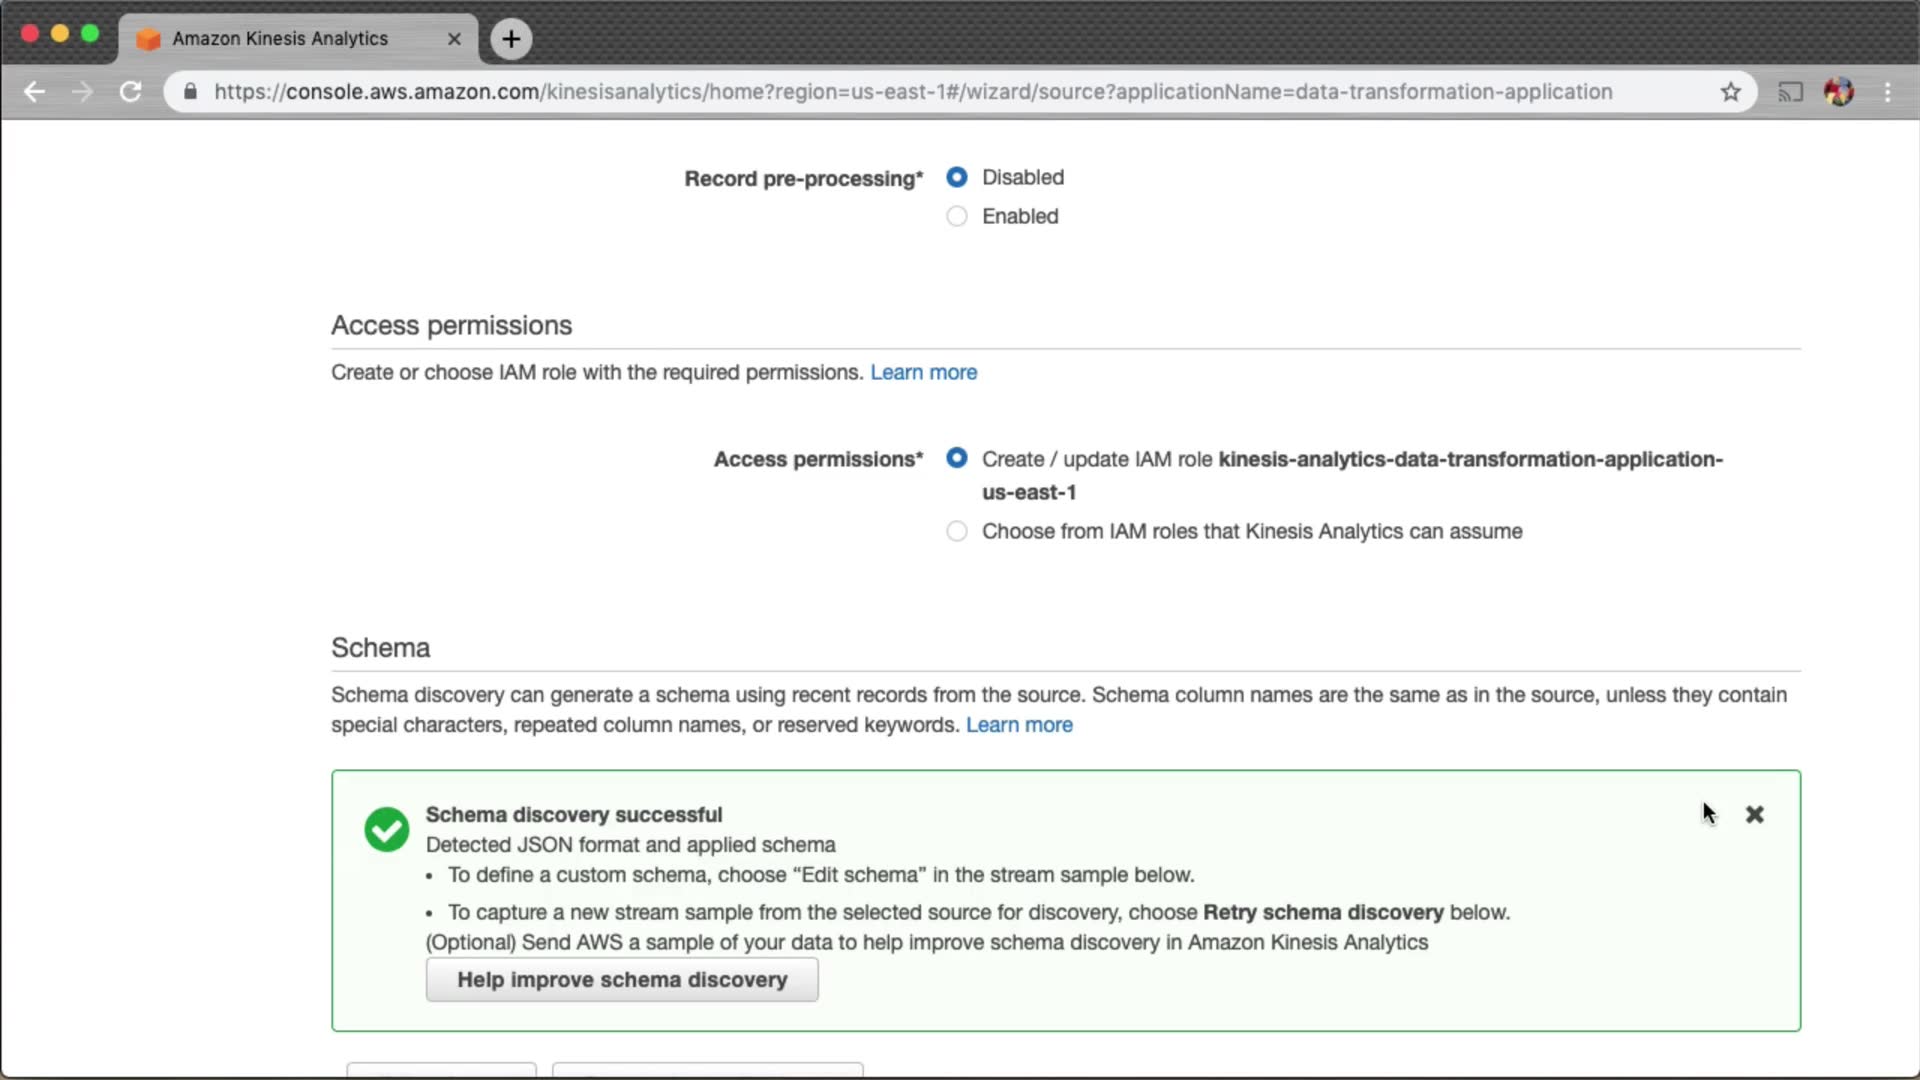 Amazon Kinesis Analytics
https://console.aws.amazon.com/kinesisanalytics/home?region=us-east-1#/wizard/source?applicationName=data-transformation-application
Record pre-processing*
Disabled
Enabled
Access permissions
Create or choose IAM role with the required permissions. Learn more
Access permissions*
Create / update IAM role kinesis-analytics-data-transformation-application-
us-east-1
Choose from IAM roles that Kinesis Analytics can assume
Schema
Schema discovery can generate a schema using recent records from the source. Schema column names are the same as in the source, unless they contain
special characters, repeated column names, or reserved keywords. Learn more
Schema discovery successful
Detected JSON format and applied schema
• To define a custom schema, choose “Edit schema” in the stream sample below.
• To capture a new stream sample from the selected source for discovery, choose Retry schema discovery below.
(Optional) Send AWS a sample of your data to help improve schema discovery in Amazon Kinesis Analytics
Help improve schema discovery